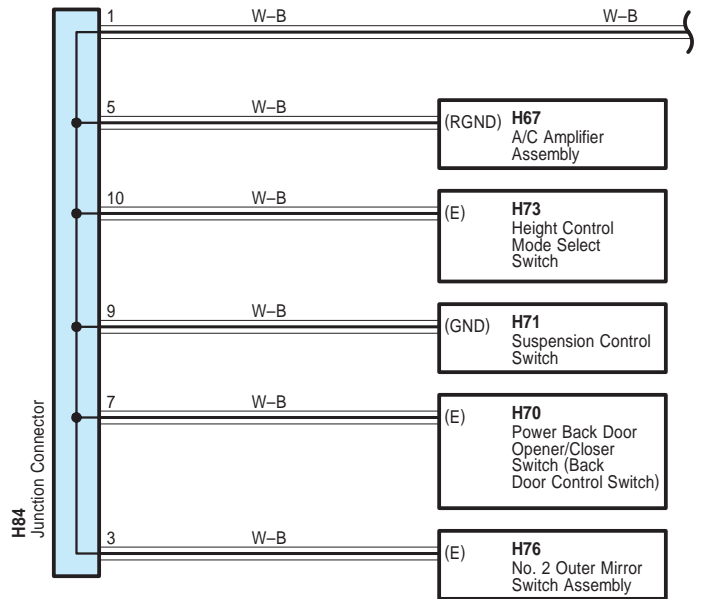 1 W–B W–B
5 W–B
(RGND) H67
A/C Amplifier
Assembly
10 W–B
(E) H73
Height Control
Mode Select
Switch
9 W–B
(GND) H71
Suspension Control
Switch
7 W–B
(E) H70
Power Back Door
Opener/Closer
Switch (Back
Door Control Switch)
3 W–B
(E) H76
No. 2 Outer Mirror
Switch Assembly
H84
Junction Connector